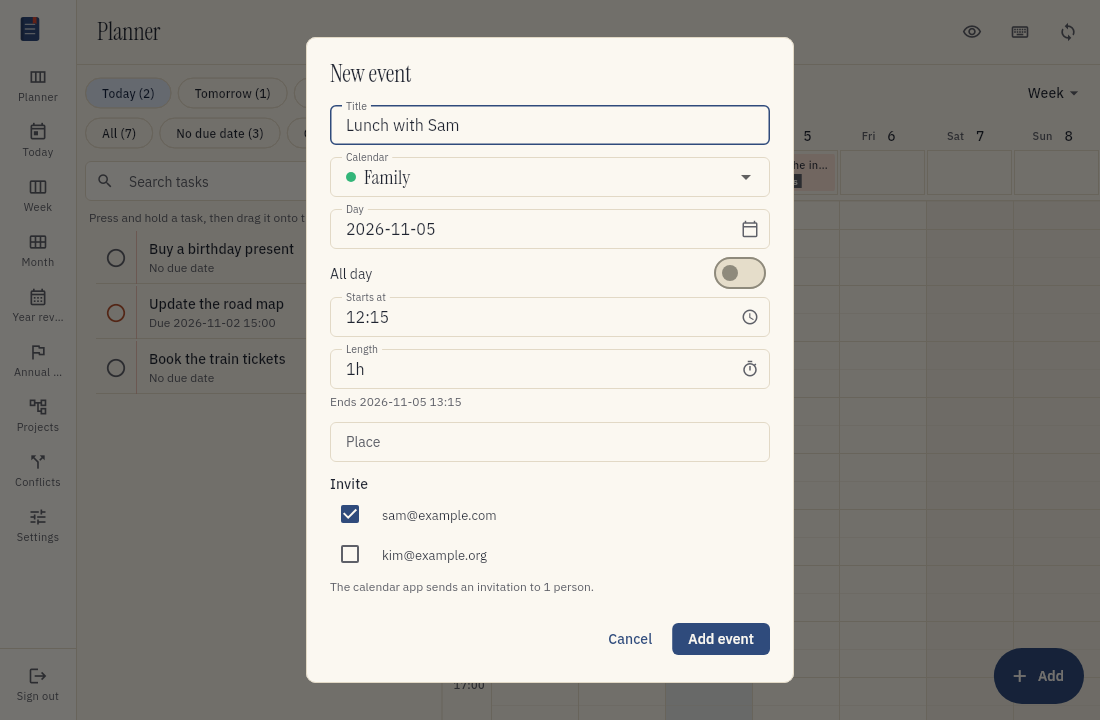 Planner
Planner
Today
Week
Month
Year rev...
Annual ...
Projects
Conflicts
Settings
Sign out
Today (2)
Tomorrow (1)
All (7)
No due date (3)
Search tasks
Press and hold a task, then drag it onto t
Buy a birthday present
No due date
Update the road map
Due 2026-11-02 15:00
Book the train tickets
No due date
New event
Title
Lunch with Sam
Calendar
Family
Day
2026-11-05
All day
Starts at
12:15
Length
1h
Ends 2026-11-05 13:15
Place
Invite
sam@example.com
kim@example.org
The calendar app sends an invitation to 1 person.
Cancel
Add event
Week
5
Fri 6
Sat 7
Sun 8
he in...
17:00
Add